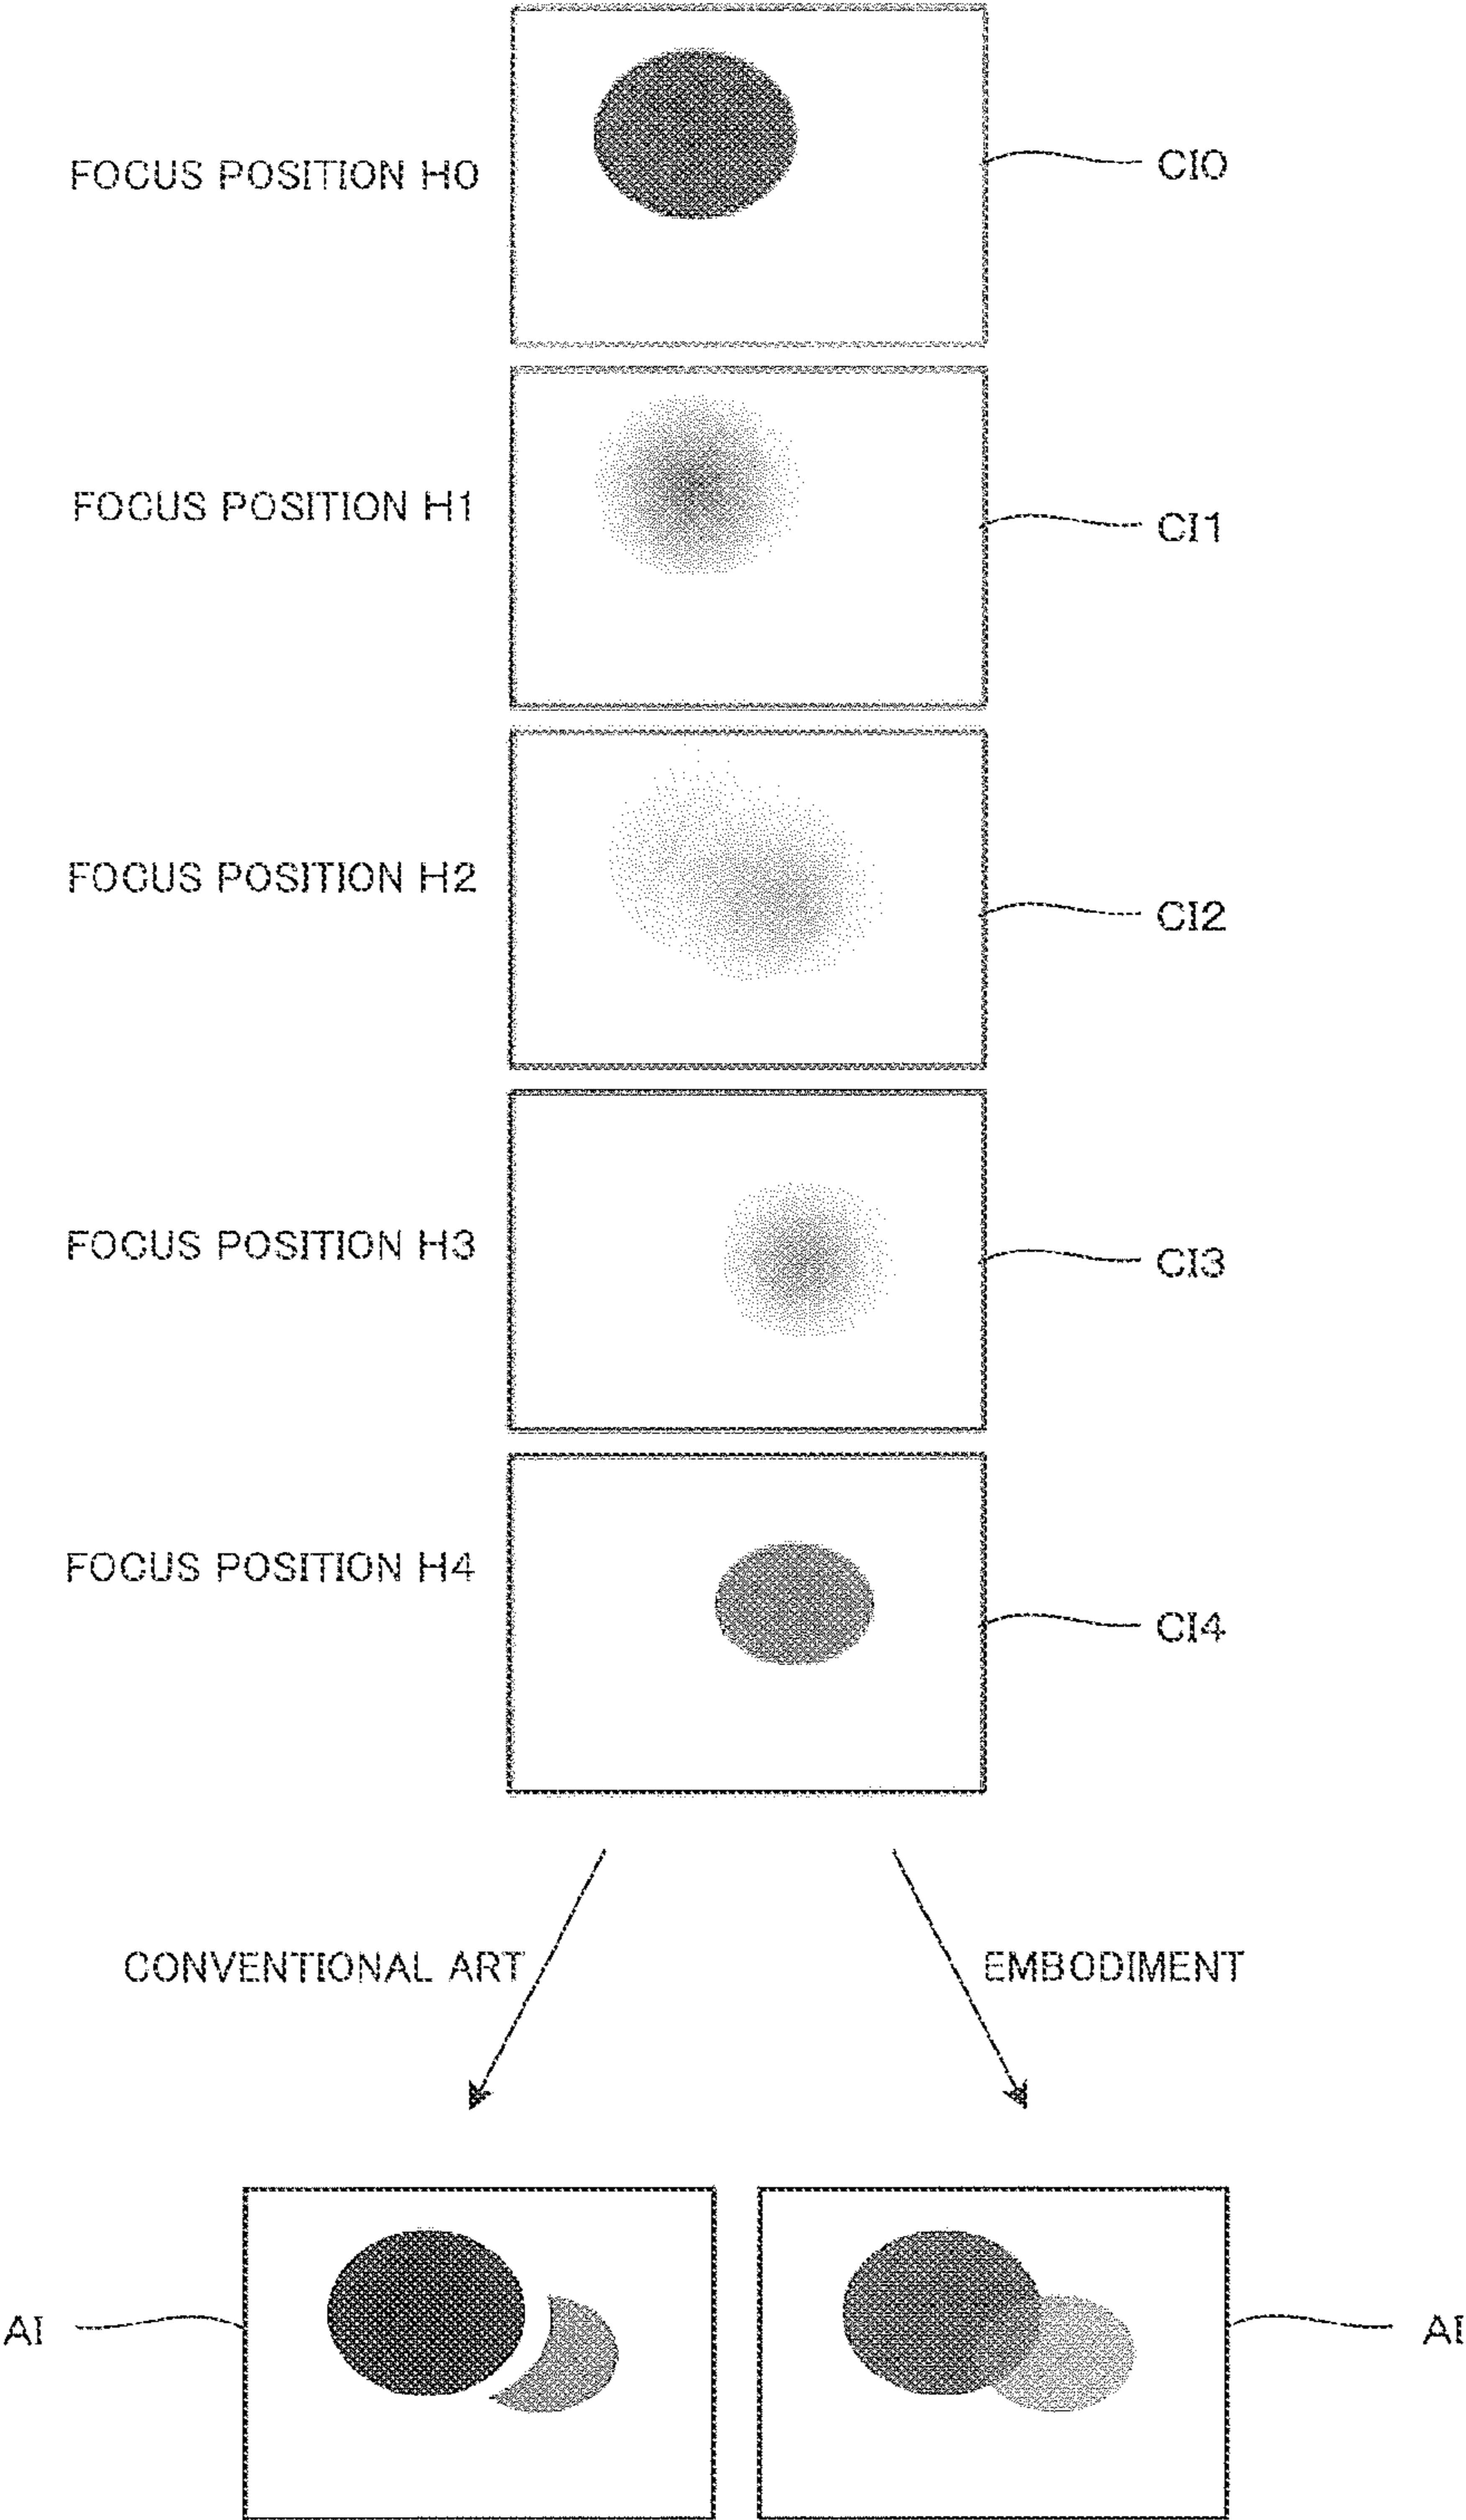 FOCUS POSITION H0
CI0
FOCUS POSITION H1
CI1
FOCUS POSITION H2
CI2
FOCUS POSITION H3
CI3
FOCUS POSITION H4
CI4
CONVENTIONAL ART
EMBODIMENT
AI
AI